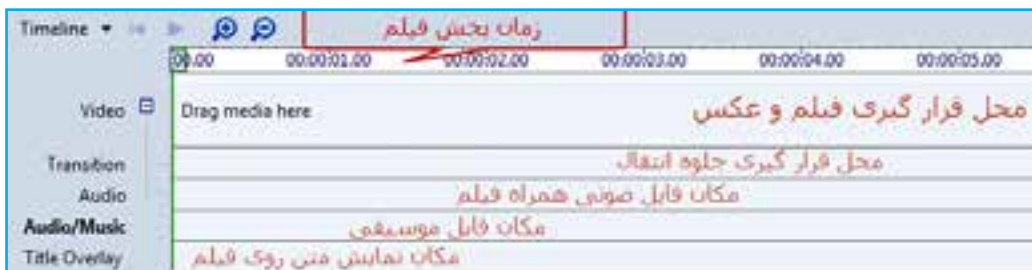 Timeline زمان پخش فیلم
00.00 00:00:01.00 00:00:02.00 00:00:03.00 00:00:04.00 00:00:05.00
Video Drag media here محل قرار گیری فیلم و عکس
Transition محل قرار گیری جلوه انتقال
Audio مکان فایل صوتی همراه فیلم
Audio/Music مکان فایل موسیقی
Title Overlay مکان نمایش متن روی فیلم